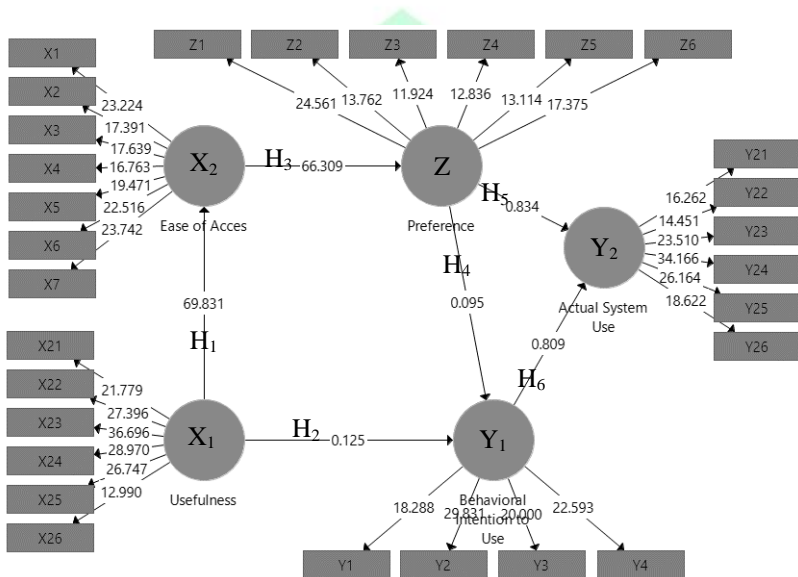 Z1
Z2
Z3
Z4
Z5
Z6
X1
X2
X3
X4
X5
X6
X7
23.224
17.391
17.639
16.763
19.471
22.516
23.742
24.561
13.762
11.924
12.836
13.114
17.375
X₂
Ease of Acces
H₃
66.309
Z
Preference
H₅
0.834
Y₂
Actual System
Use
16.262
14.451
23.510
34.166
26.164
18.622
Y21
Y22
Y23
Y24
Y25
Y26
69.831
H₁
H₄
0.095
0.809
H₆
X21
X22
X23
X24
X25
X26
21.779
27.396
36.696
28.970
26.747
12.990
X₁
Usefulness
H₂
0.125
Y₁
Behavioral
Intention to
Use
18.288
29.831
20.000
22.593
Y1
Y2
Y3
Y4